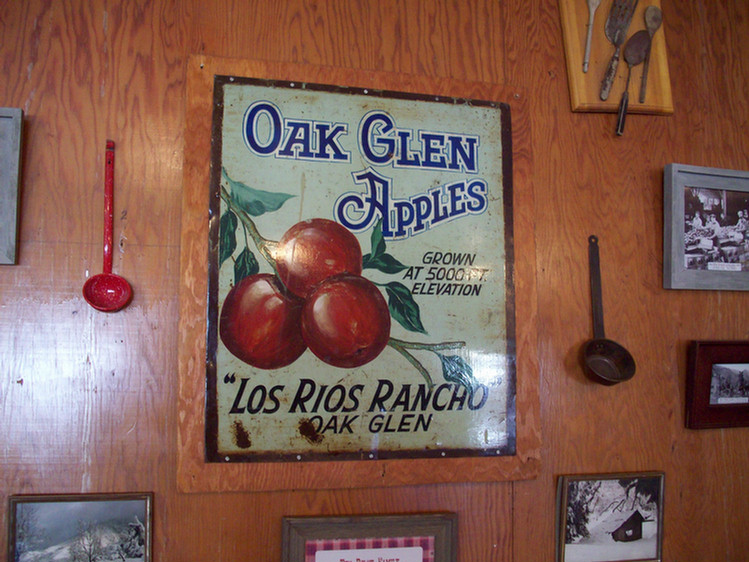 OAK GLEN
APPLES
GROWN
AT 5000 FT.
ELEVATION
"LOS RIOS RANCHO"
OAK GLEN